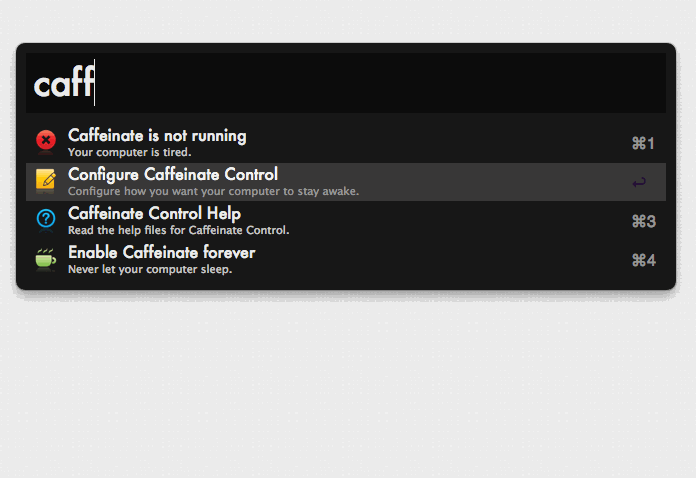 caff
Caffeinate is not running
Your computer is tired.
⌘1
Configure Caffeinate Control
Configure how you want your computer to stay awake.
↩
Caffeinate Control Help
Read the help files for Caffeinate Control.
⌘3
Enable Caffeinate forever
Never let your computer sleep.
⌘4